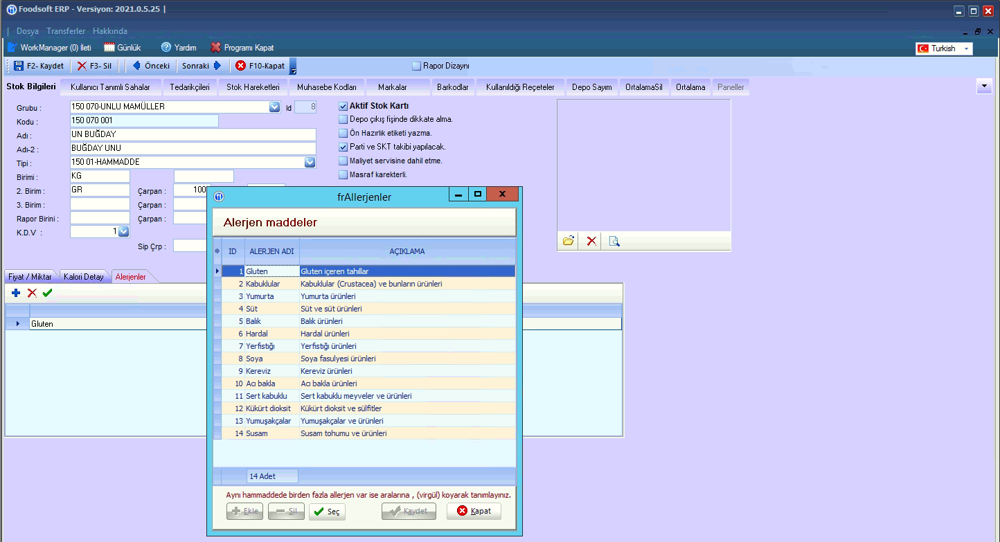 Foodsoft ERP - Versiyon: 2021.0.5.25 |
| Dosya Transferler Hakkında
WorkManager (0) İleti Günlük Yardım Programı Kapat Turkish
F2- Kaydet F3- Sil Önceki Sonraki F10-Kapat Rapor Dizaynı
Stok Bilgileri Kullanıcı Tanımlı Sahalar Tedarikçileri Stok Hareketleri Muhasebe Kodları Markalar Barkodlar Kullanıldığı Reçeteler Depo Sayım OrtalamaSil Ortalama Paneller
Grubu : 150 070-UNLU MAMÜLLER Id 8
Kodu : 150 070 001
Adı : UN BUĞDAY
Adı-2 : BUĞDAY UNU
Tipi : 150 01-HAMMADDE
Birimi : KG
2. Birim : GR Çarpan : 100
3. Birim : Çarpan :
Rapor Birini : Çarpan :
K.D.V : 1
Sip Çrp :
Aktif Stok Kartı
Depo çıkış fişinde dikkate alma.
Ön Hazırlık etiketi yazma.
Parti ve SKT takibi yapılacak.
Maliyet servisine dahil etme.
Masraf karekterli.
Fiyat / Miktar Kalori Detay Alerjenler
Gluten
frAllerjenler
Alerjen maddeler
ID ALERJEN ADI AÇIKLAMA
1 Gluten Gluten içeren tahıllar
2 Kabuklular Kabuklular (Crustacea) ve bunların ürünleri
3 Yumurta Yumurta ürünleri
4 Süt Süt ve süt ürünleri
5 Balık Balık ürünleri
6 Hardal Hardal ürünleri
7 Yerfıstığı Yerfıstığı ürünleri
8 Soya Soya fasulyesi ürünleri
9 Kereviz Kereviz ürünleri
10 Acı bakla Acı bakla ürünleri
11 Sert kabuklu Sert kabuklu meyveler ve ürünleri
12 Kükürt dioksit Kükürt dioksit ve sülfitler
13 Yumuşakçalar Yumuşakçalar ve ürünleri
14 Susam Susam tohumu ve ürünleri
14 Adet
Aynı hammaddede birden fazla allerjen var ise aralarına , (virgül) koyarak tanımlayınız.
Ekle Sil Seç Kaydet Kapat